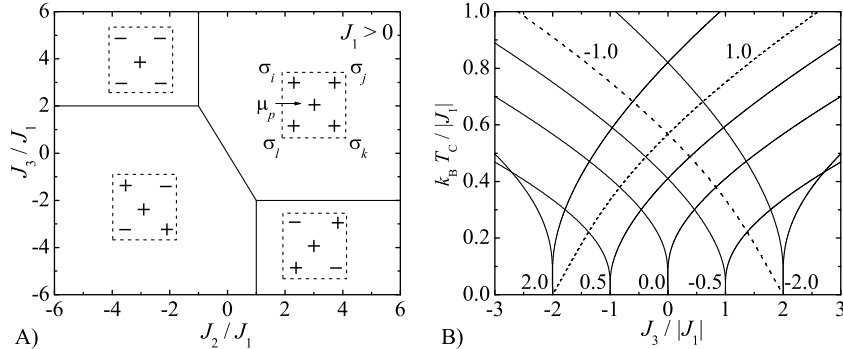 6
4
2
0
-2
-4
-6
-6 -4 -2 0 2 4 6
J₃ / J₁
J₂ / J₁
A)
J₁ > 0
− −
+
− −
σᵢ σⱼ
+ +
μₚ +
+ +
σₗ σₖ
+ −
+
− +
− +
+
+ −
1.0
0.8
0.6
0.4
0.2
0.0
-3 -2 -1 0 1 2 3
k_B T_C / |J₁|
J₃ / |J₁|
B)
-1.0 1.0
2.0 0.5 0.0 -0.5 -2.0